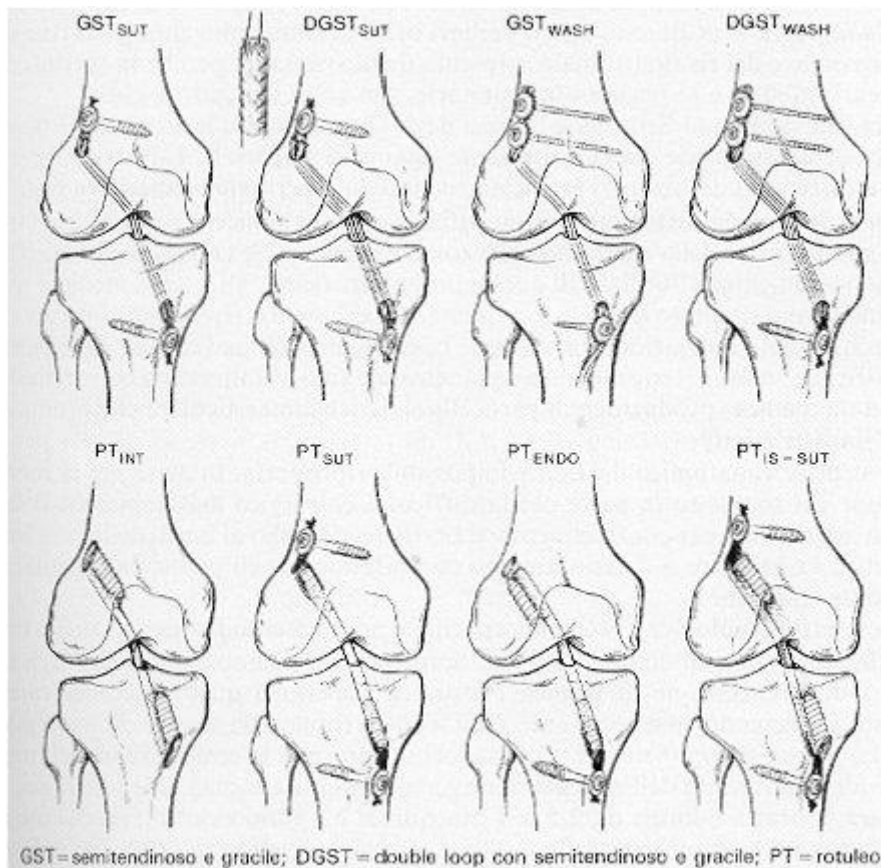 GST SUT DGST SUT GST WASH DGST WASH
PT INT PT SUT PT ENDO PT IS-SUT
GST=semitendinoso e gracile; DGST=double loop con semitendinoso e gracile; PT=rotuleo